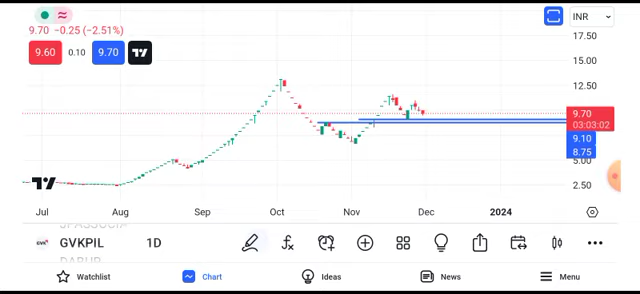 INR
9.70 −0.25 (−2.51%)
9.60 0.10 9.70
17.50
15.00
12.50
9.70
03:03:02
9.10
8.75
5.00
2.50
Jul Aug Sep Oct Nov Dec 2024
GVKPIL 1D
Watchlist Chart Ideas News Menu